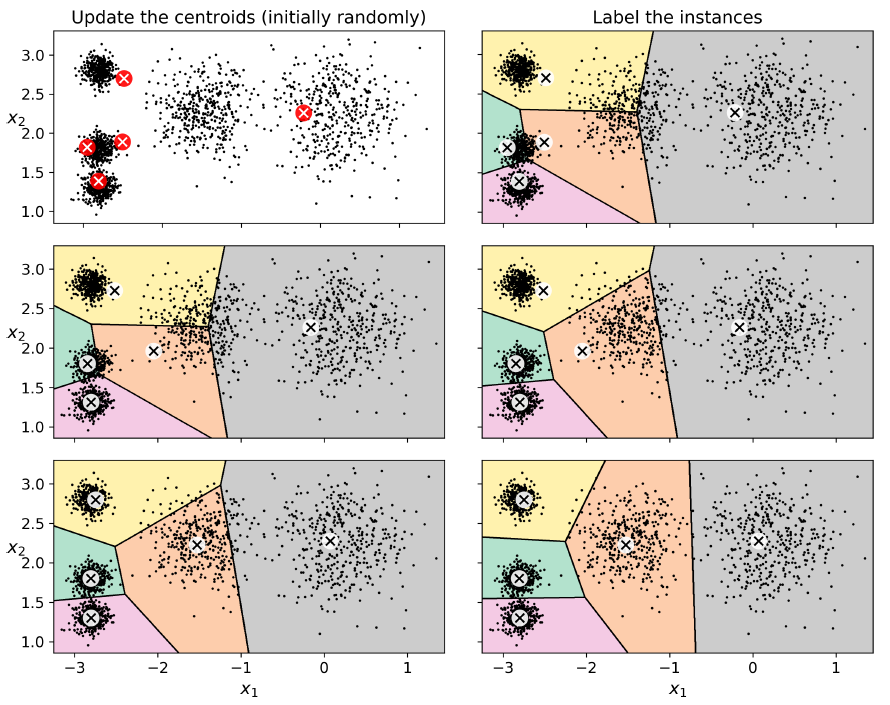 Update the centroids (initially randomly)
Label the instances
3.0
2.5
x₂ 2.0
1.5
1.0
3.0
2.5
x₂ 2.0
1.5
1.0
3.0
2.5
x₂ 2.0
1.5
1.0
−3 −2 −1 0 1
−3 −2 −1 0 1
x₁
x₁